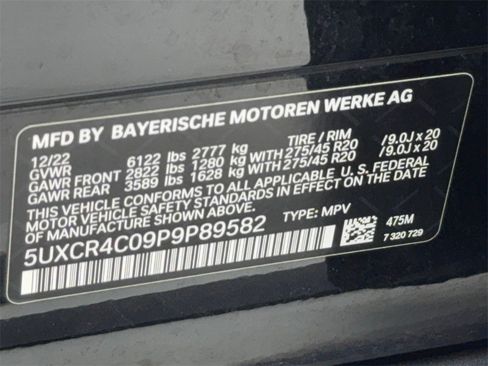 MFD BY BAYERISCHE MOTOREN WERKE AG
12/22 TIRE / RIM
GVWR 6122 lbs 2777 kg
GAWR FRONT 2822 lbs 1280 kg WITH 275/45 R20 /9.0J x 20
GAWR REAR 3589 lbs 1628 kg WITH 275/45 R20 /9.0J x 20
THIS VEHICLE CONFORMS TO ALL APPLICABLE U.S. FEDERAL
MOTOR VEHICLE SAFETY STANDARDS IN EFFECT ON THE DATE
OF MANUFACTURE SHOWN ABOVE.
5UXCR4C09P9P89582 TYPE: MPV
475M
7 320 729